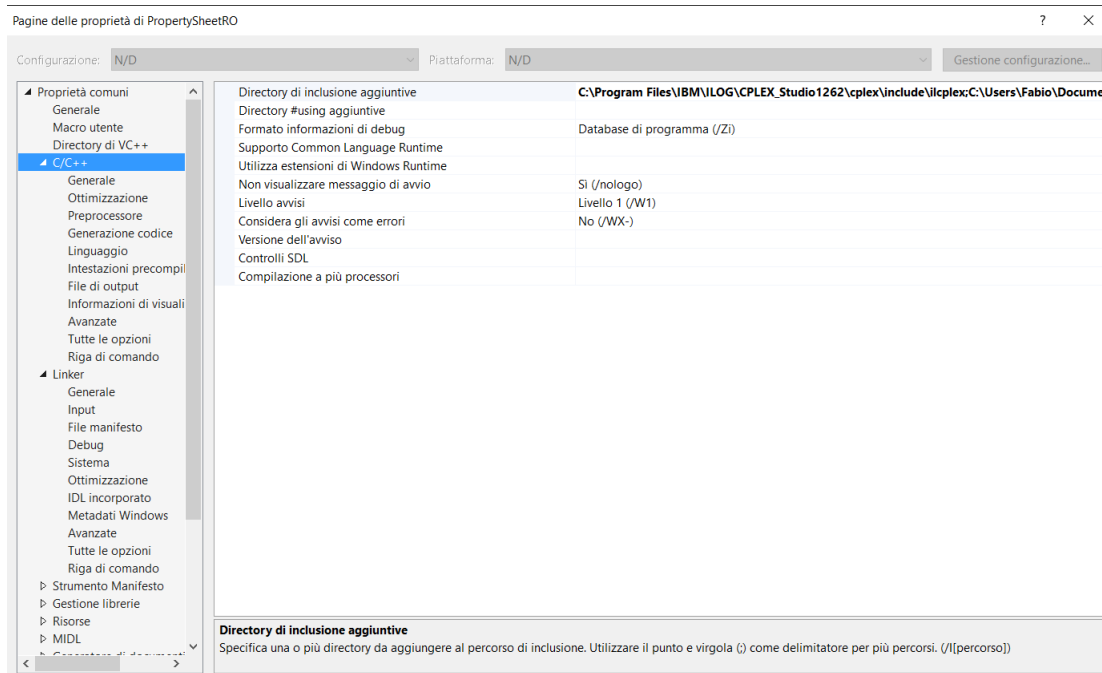 Pagine delle proprietà di PropertySheetRO
?
Configurazione: N/D
Piattaforma: N/D
Gestione configurazione...
Proprietà comuni
Generale
Macro utente
Directory di VC++
C/C++
Generale
Ottimizzazione
Preprocessore
Generazione codice
Linguaggio
Intestazioni precompil
File di output
Informazioni di visuali
Avanzate
Tutte le opzioni
Riga di comando
Linker
Generale
Input
File manifesto
Debug
Sistema
Ottimizzazione
IDL incorporato
Metadati Windows
Avanzate
Tutte le opzioni
Riga di comando
Strumento Manifesto
Gestione librerie
Risorse
MIDL
Directory di inclusione aggiuntive C:\Program Files\IBM\ILOG\CPLEX_Studio1262\cplex\include\ilcplex;C:\Users\Fabio\Docume
Directory #using aggiuntive
Formato informazioni di debug Database di programma (/Zi)
Supporto Common Language Runtime
Utilizza estensioni di Windows Runtime
Non visualizzare messaggio di avvio Sì (/nologo)
Livello avvisi Livello 1 (/W1)
Considera gli avvisi come errori No (/WX-)
Versione dell'avviso
Controlli SDL
Compilazione a più processori
Directory di inclusione aggiuntive
Specifica una o più directory da aggiungere al percorso di inclusione. Utilizzare il punto e virgola (;) come delimitatore per più percorsi. (/I[percorso])